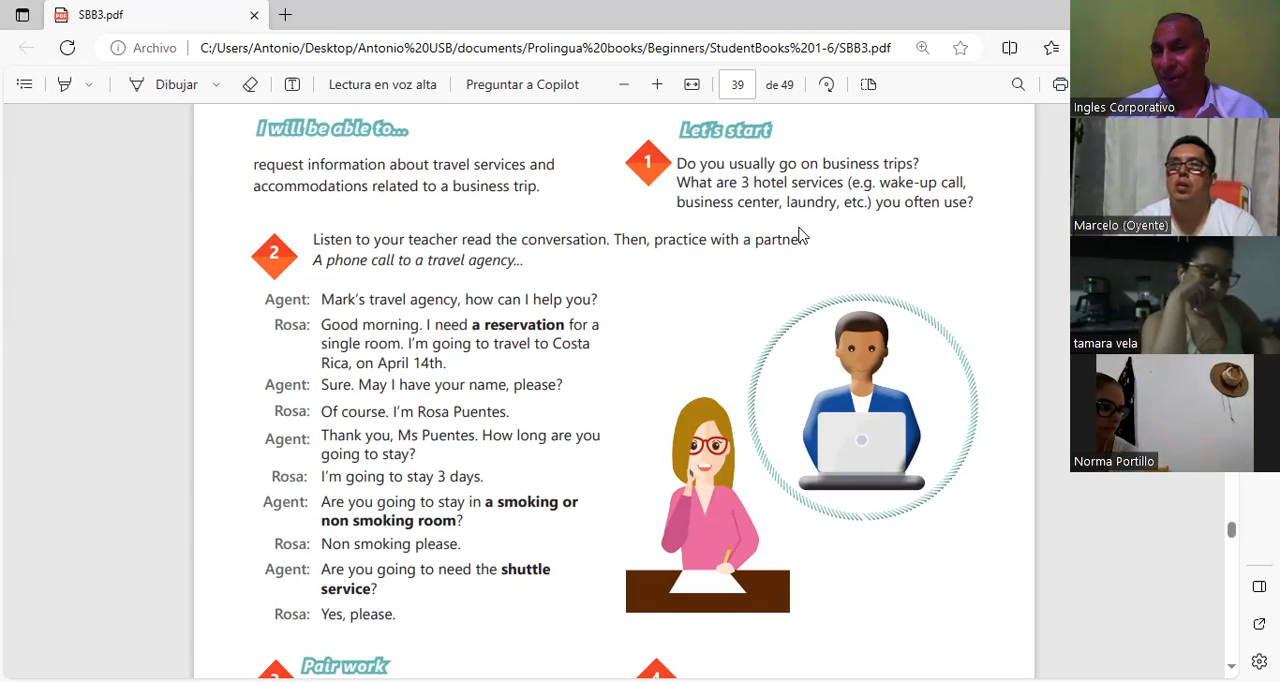 SBB3.pdf
Archivo
C:/Users/Antonio/Desktop/Antonio%20USB/documents/Prolingua%20books/Beginners/StudentBooks%201-6/SBB3.pdf
Dibujar
Lectura en voz alta
Preguntar a Copilot
39
de 49
Ingles Corporativo
Marcelo (Oyente)
tamara vela
Norma Portillo
I will be able to...
request information about travel services and
accommodations related to a business trip.
Let's start
1
Do you usually go on business trips?
What are 3 hotel services (e.g. wake-up call,
business center, laundry, etc.) you often use?
2
Listen to your teacher read the conversation. Then, practice with a partner
A phone call to a travel agency...
Agent: Mark's travel agency, how can I help you?
Rosa: Good morning. I need a reservation for a
single room. I'm going to travel to Costa
Rica, on April 14th.
Agent: Sure. May I have your name, please?
Rosa: Of course. I'm Rosa Puentes.
Agent: Thank you, Ms Puentes. How long are you
going to stay?
Rosa: I'm going to stay 3 days.
Agent: Are you going to stay in a smoking or
non smoking room?
Rosa: Non smoking please.
Agent: Are you going to need the shuttle
service?
Rosa: Yes, please.
Pair work